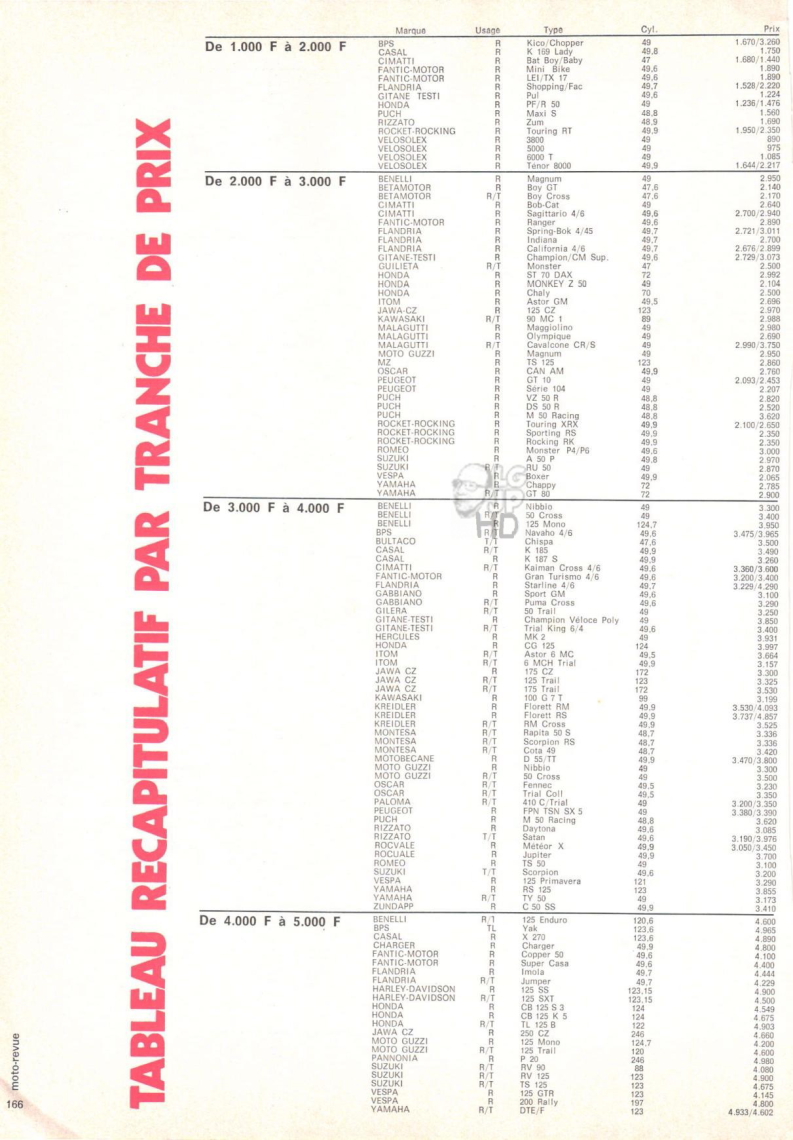 TABLEAU RECAPITULATIF PAR TRANCHE DE PRIX
Marque Usage Type Cyl. Prix
De 1.000 F à 2.000 F
BPS R Kico/Chopper 49 1.670/3.260
CASAL R K 169 Lady 49,8 1.750
CIMATTI R Bat Boy/Baby 47 1.680/1.440
FANTIC-MOTOR R Mini Bike 49,6 1.890
FANTIC-MOTOR R LEI/TX 17 49,6 1.890
FLANDRIA R Shopping/Fac 49,7 1.528/2.220
GITANE TESTI R Pul 49,6 1.224
HONDA R PF/R 50 49 1.236/1.476
PUCH R Maxi S 48,8 1.560
RIZZATO R Zum 48,9 1.690
ROCKET-ROCKING R Touring RT 49,9 1.950/2.350
VELOSOLEX R 3800 49 890
VELOSOLEX R 5000 49 975
VELOSOLEX R 6000 T 49 1.085
VELOSOLEX R Ténor 8000 49,9 1.644/2.217
De 2.000 F à 3.000 F
BENELLI R Magnum 49 2.950
BETAMOTOR R Boy GT 47,6 2.140
BETAMOTOR R/T Boy Cross 47,6 2.170
CIMATTI R Bob-Cat 49 2.640
CIMATTI R Sagittario 4/6 49,6 2.700/2.940
FANTIC-MOTOR R Ranger 49,6 2.890
FLANDRIA R Spring-Bok 4/45 49,7 2.721/3.011
FLANDRIA R Indiana 49,7 2.700
FLANDRIA R California 4/6 49,7 2.676/2.899
GITANE-TESTI R Champion/CM Sup. 49,6 2.729/3.073
GUILIETA R/T Monster 47 2.500
HONDA R ST 70 DAX 72 2.992
HONDA R MONKEY Z 50 49 2.104
HONDA R Chaly 70 2.500
ITOM R Astor GM 49,5 2.696
JAWA-CZ R 125 CZ 123 2.970
KAWASAKI R/T 90 MC 1 89 2.988
MALAGUTTI R Maggiolino 49 2.980
MALAGUTTI R Olympique 49 2.690
MALAGUTTI R/T Cavalcone CR/S 49 2.990/3.750
MOTO GUZZI R Magnum 49 2.950
MZ R TS 125 123 2.860
OSCAR R CAN AM 49,9 2.760
PEUGEOT R GT 10 49 2.093/2.453
PEUGEOT R Série 104 49 2.207
PUCH R VZ 50 R 48,8 2.820
PUCH R DS 50 R 48,8 2.520
PUCH R M 50 Racing 48,8 3.620
ROCKET-ROCKING R Touring XRX 49,9 2.100/2.650
ROCKET-ROCKING R Sporting RS 49,9 2.350
ROCKET-ROCKING R Rocking RK 49,9 2.350
ROMEO R Monster P4/P6 49,6 3.000
SUZUKI R A 50 P 49,8 2.970
SUZUKI R/T RU 50 49 2.870
VESPA R Boxer 49,9 2.065
YAMAHA R Chappy 72 2.785
YAMAHA R/T GT 80 72 2.900
De 3.000 F à 4.000 F
BENELLI R Nibbio 49 3.300
BENELLI R/T 50 Cross 49 3.400
BENELLI R 125 Mono 124,7 3.950
BPS R/T Navaho 4/6 49,6 3.475/3.965
BULTACO T/T Chispa 47,6 3.500
CASAL R/T K 185 49,9 3.490
CASAL R K 187 S 49,9 3.260
CIMATTI R/T Kaiman Cross 4/6 49,6 3.360/3.600
FANTIC-MOTOR R Gran Turismo 4/6 49,6 3.200/3.400
FLANDRIA R Starline 4/6 49,7 3.229/4.290
GABBIANO R Sport GM 49,6 3.100
GABBIANO R/T Puma Cross 49,6 3.290
GILERA R/T 50 Trail 49 3.250
GITANE-TESTI R Champion Véloce Poly 49 3.850
GITANE-TESTI R/T Trial King 6/4 49,6 3.400
HERCULES R MK 2 49 3.931
HONDA R CG 125 124 3.997
ITOM R/T Astor 6 MC 49,5 3.664
ITOM R/T 6 MCH Trial 49,9 3.157
JAWA CZ R 175 CZ 172 3.300
JAWA CZ R/T 125 Trail 123 3.325
JAWA CZ R/T 175 Trail 172 3.530
KAWASAKI R 100 G 7 T 99 3.199
KREIDLER R Florett RM 49,9 3.530/4.093
KREIDLER R Florett RS 49,9 3.737/4.857
KREIDLER R/T RM Cross 49,9 3.525
MONTESA R/T Rapita 50 S 48,7 3.336
MONTESA R/T Scorpion RS 48,7 3.336
MONTESA R/T Cota 49 48,7 3.420
MOTOBECANE R D 55/TT 49,9 3.470/3.800
MOTO GUZZI R Nibbio 49 3.300
MOTO GUZZI R/T 50 Cross 49 3.500
OSCAR R/T Fennec 49,5 3.230
OSCAR R/T Trial Coll 49,5 3.350
PALOMA R/T 410 C/Trial 49 3.200/3.350
PEUGEOT R FPN TSN SX 5 49 3.380/3.390
PUCH R M 50 Racing 48,8 3.620
RIZZATO R Daytona 49,6 3.085
RIZZATO T/T Satan 49,6 3.190/3.976
ROCVALE R Météor X 49,9 3.050/3.450
ROCUALE R Jupiter 49,9 3.700
ROMEO R TS 50 49 3.100
SUZUKI T/T Scorpion 49,6 3.200
VESPA R 125 Primavera 121 3.290
YAMAHA R RS 125 123 3.855
YAMAHA R/T TY 50 49 3.173
ZUNDAPP R C 50 SS 49,9 3.410
De 4.000 F à 5.000 F
BENELLI R/T 125 Enduro 120,6 4.600
BPS TL Yak 123,6 4.965
CASAL R X 270 123,6 4.890
CHARGER R Charger 49,9 4.800
FANTIC-MOTOR R Copper 50 49,6 4.100
FANTIC-MOTOR R Super Casa 49,6 4.400
FLANDRIA R Imola 49,7 4.444
FLANDRIA R/T Jumper 49,7 4.229
HARLEY-DAVIDSON R 125 SS 123,15 4.900
HARLEY-DAVIDSON R/T 125 SXT 123,15 4.500
HONDA R CB 125 S 3 124 4.549
HONDA R CB 125 K 5 124 4.675
HONDA R/T TL 125 B 122 4.903
JAWA CZ R 250 CZ 246 4.660
MOTO GUZZI R 125 Mono 124,7 4.200
MOTO GUZZI R/T 125 Trail 120 4.600
PANNONIA R P 20 246 4.980
SUZUKI R/T RV 90 88 4.080
SUZUKI R/T RV 125 123 4.900
SUZUKI R/T TS 125 123 4.675
VESPA R 125 GTR 123 4.145
VESPA R 200 Rally 197 4.800
YAMAHA R/T DTE/F 123 4.933/4.602
HD
moto-revue
166